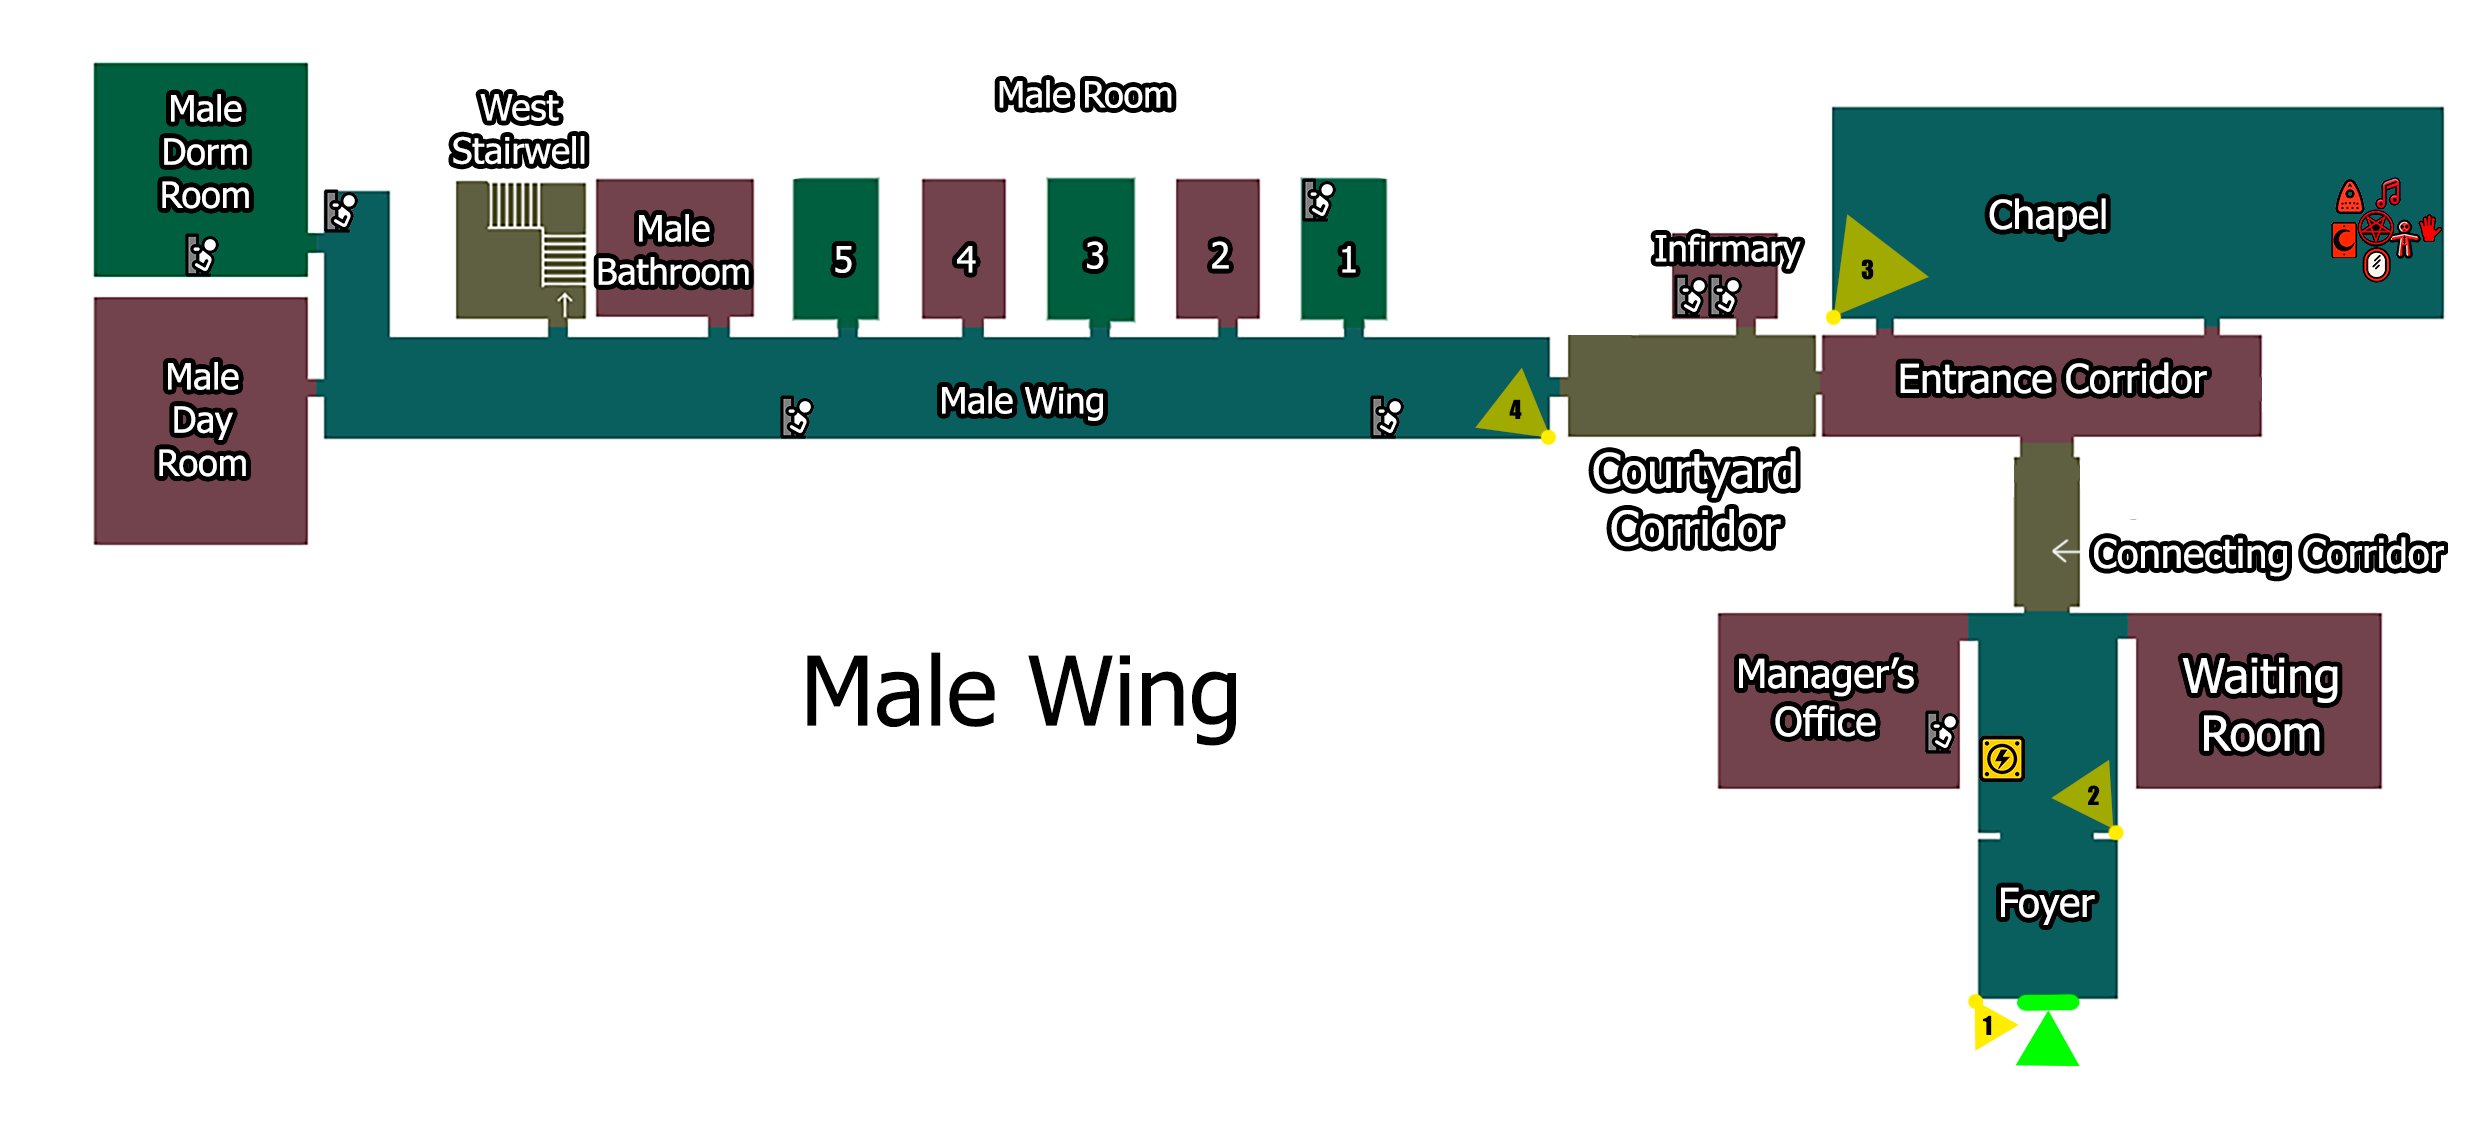 Male Room
West
Stairwell
Male
Dorm
Room
Male
Bathroom
5
4
3
2
1
Infirmary
Chapel
3
Male
Day
Room
Male Wing
4
Entrance Corridor
Courtyard
Corridor
Connecting Corridor
Male Wing
Manager's
Office
Waiting
Room
2
Foyer
1